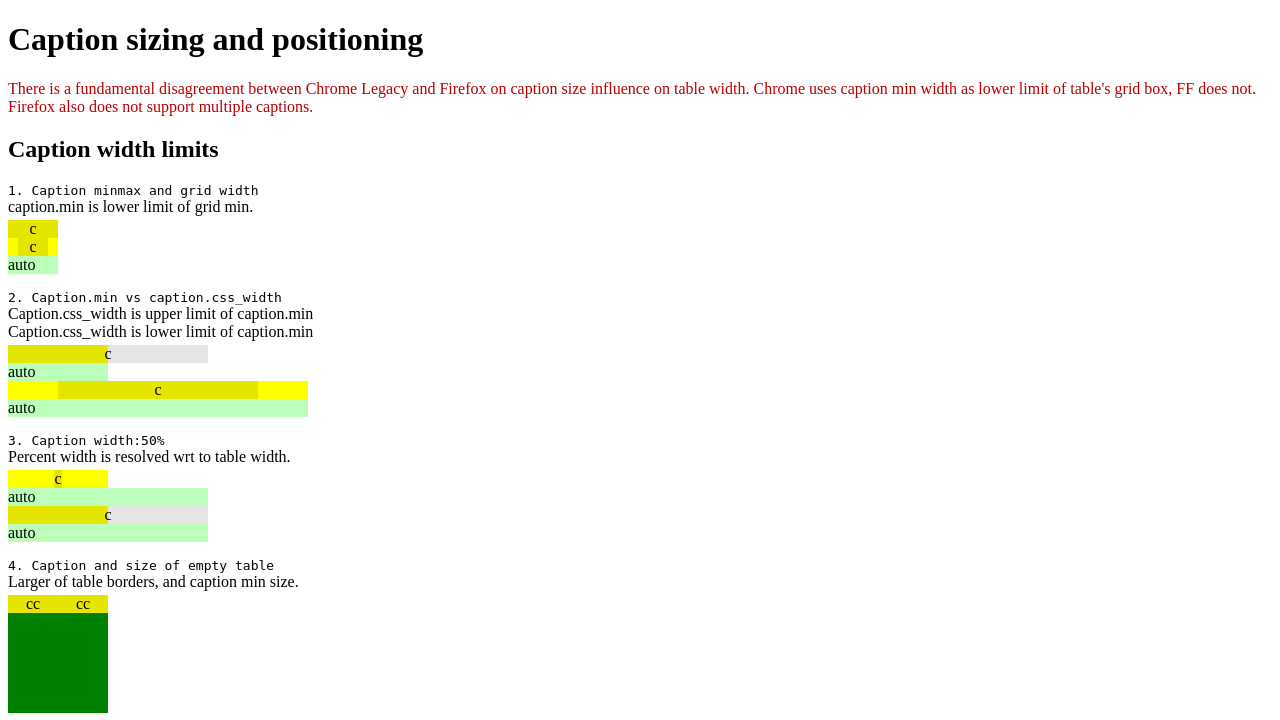 Caption sizing and positioning
There is a fundamental disagreement between Chrome Legacy and Firefox on caption size influence on table width. Chrome uses caption min width as lower limit of table's grid box, FF does not.
Firefox also does not support multiple captions.
Caption width limits
1. Caption minmax and grid width
caption.min is lower limit of grid min.
c
c
auto
2. Caption.min vs caption.css_width
Caption.css_width is upper limit of caption.min
Caption.css_width is lower limit of caption.min
c
auto
c
auto
3. Caption width:50%
Percent width is resolved wrt to table width.
c
auto
c
auto
4. Caption and size of empty table
Larger of table borders, and caption min size.
cc cc